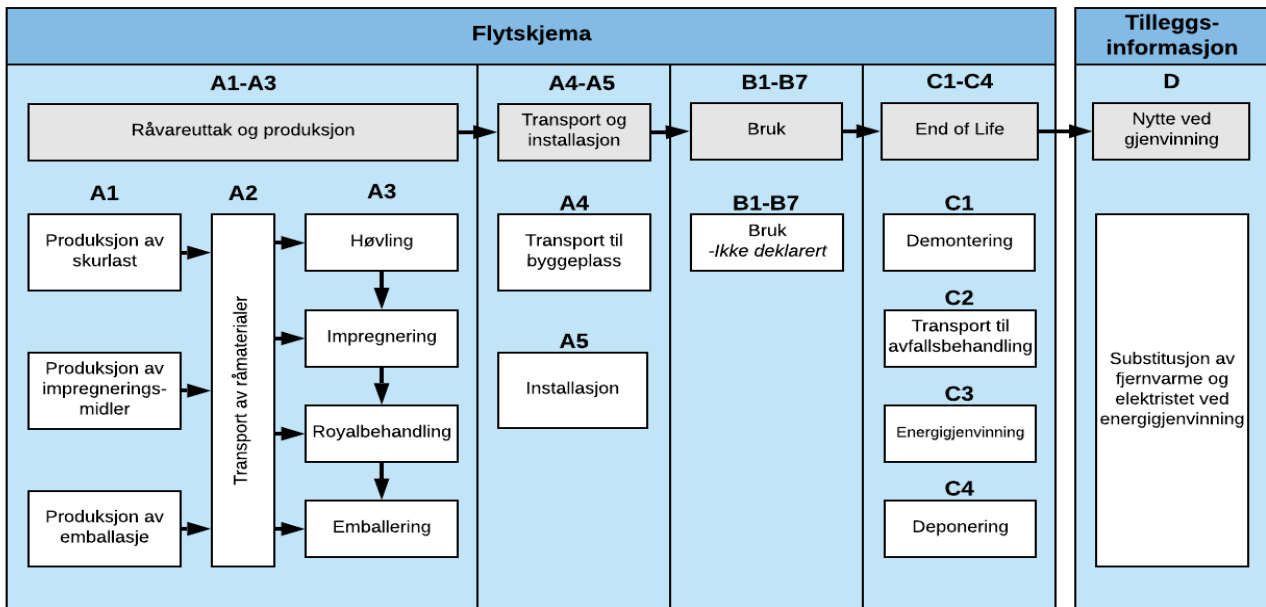 Flytskjema
Tilleggs-
informasjon
A1-A3
A4-A5
B1-B7
C1-C4
D
Råvareuttak og produksjon
Transport og
installasjon
Bruk
End of Life
Nytte ved
gjenvinning
A1
Produksjon av
skurlast
Produksjon av
impregnerings-
midler
Produksjon av
emballasje
A2
Transport av råmaterialer
A3
Høvling
Impregnering
Royalbehandling
Emballering
A4
Transport til
byggeplass
A5
Installasjon
B1-B7
Bruk
-Ikke deklarert
C1
Demontering
C2
Transport til
avfallsbehandling
C3
Energigjenvinning
C4
Deponering
Substitusjon av
fjernvarme og
elektristet ved
energigjenvinning